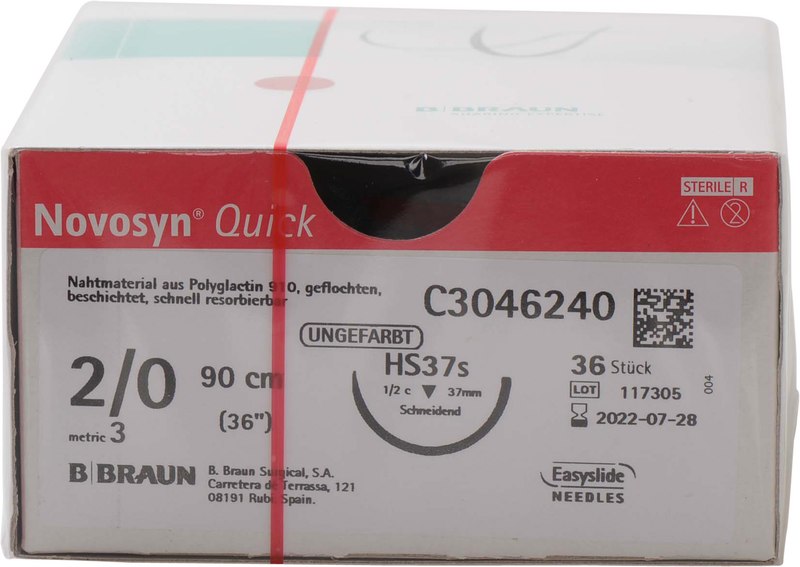 B|BRAUN
SHARING EXPERTISE
STERILE R
Novosyn® Quick
Nahtmaterial aus Polyglactin 910, geflochten,
beschichtet, schnell resorbierbar
C3046240
UNGEFARBT
2/0 90 cm
(36")
metric 3
HS37s
1/2 c 37mm
Schneidend
36 Stück
LOT 117305
2022-07-28
004
B|BRAUN
B. Braun Surgical, S.A.
Carretera de Terrassa, 121
08191 Rubí Spain.
Easyslide
NEEDLES